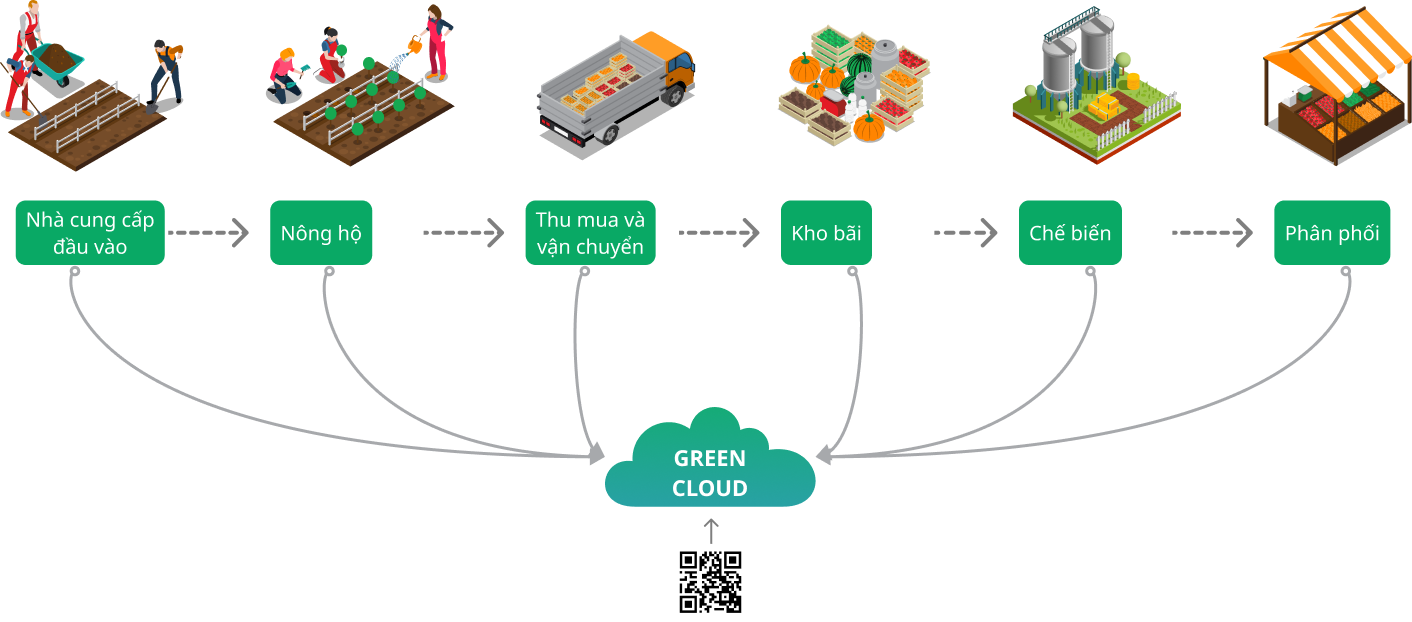 Nhà cung cấp
đầu vào
Nông hộ
Thu mua và
vận chuyển
Kho bãi
Chế biến
Phân phối
GREEN
CLOUD